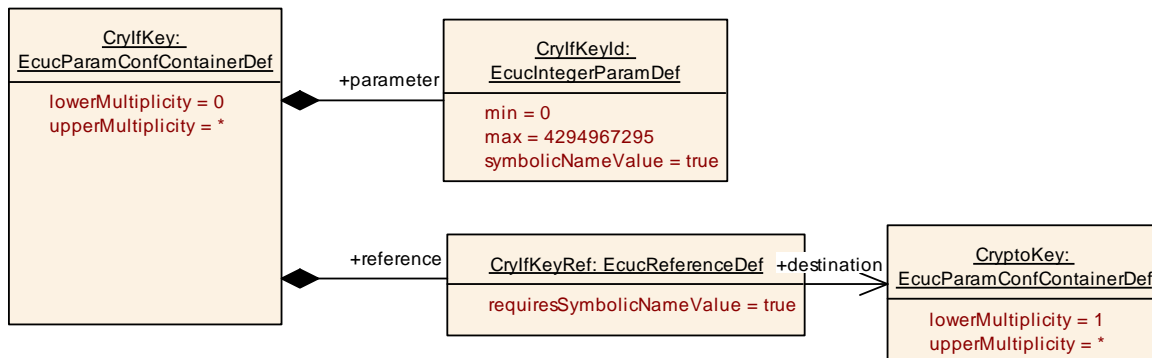 CryIfKey:
EcucParamConfContainerDef
lowerMultiplicity = 0
upperMultiplicity = *
+parameter
CryIfKeyId:
EcucIntegerParamDef
min = 0
max = 4294967295
symbolicNameValue = true
+reference
CryIfKeyRef: EcucReferenceDef
requiresSymbolicNameValue = true
+destination
CryptoKey:
EcucParamConfContainerDef
lowerMultiplicity = 1
upperMultiplicity = *